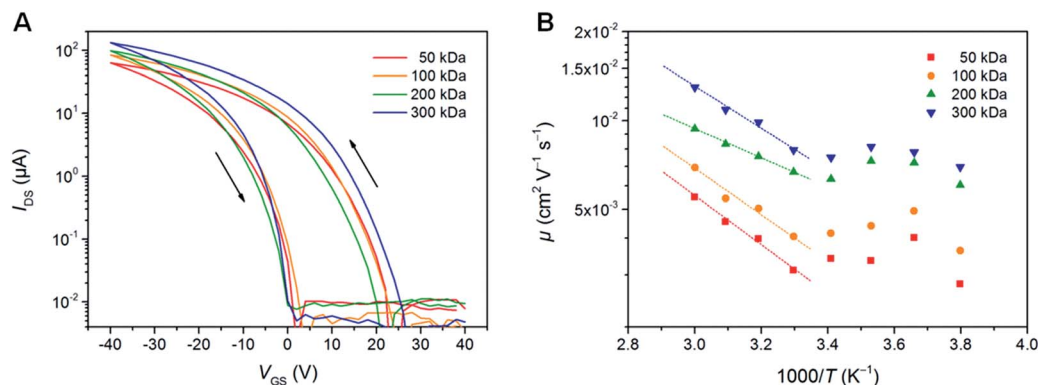 A
I_DS (µA)
10²
10¹
10⁰
10⁻¹
10⁻²
50 kDa
100 kDa
200 kDa
300 kDa
-40 -30 -20 -10 0 10 20 30 40
V_GS (V)
B
µ (cm² V⁻¹ s⁻¹)
2x10⁻²
1.5x10⁻²
10⁻²
5x10⁻³
50 kDa
100 kDa
200 kDa
300 kDa
2.8 3.0 3.2 3.4 3.6 3.8 4.0
1000/T (K⁻¹)